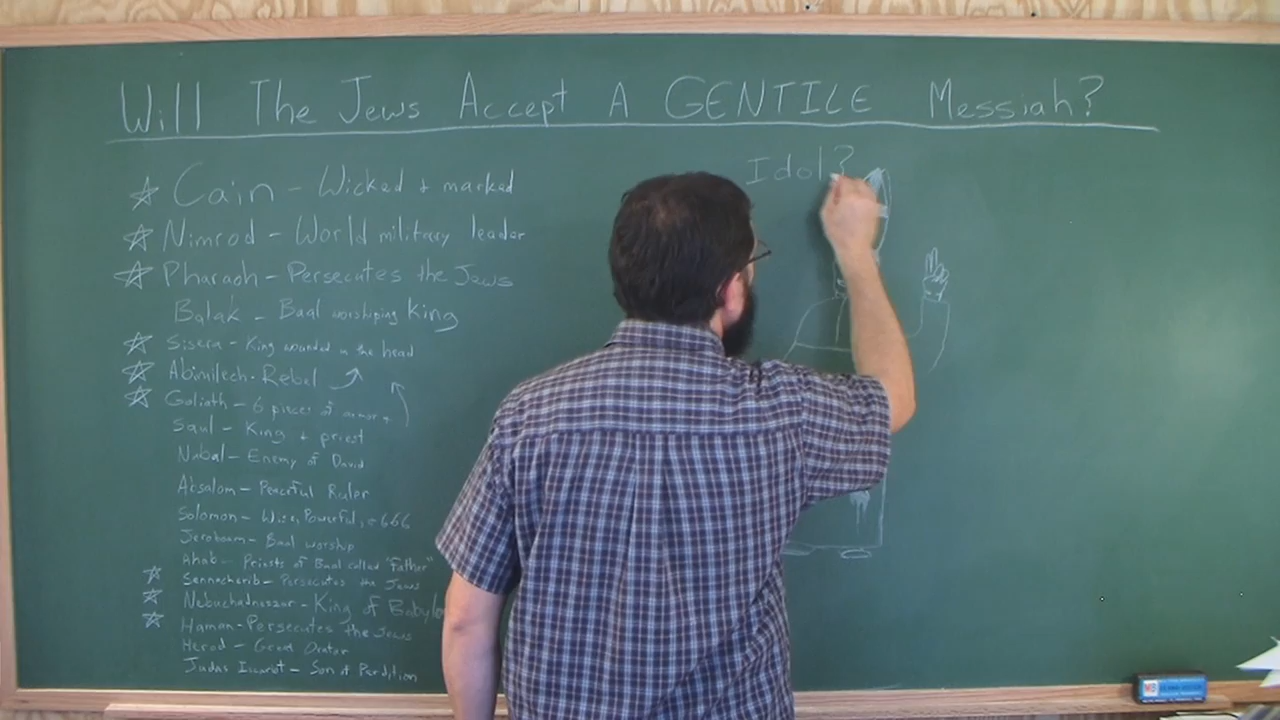 Will The Jews Accept A GENTILE Messiah?
Idol?
Cain - Wicked + marked
Nimrod - World military leader
Pharaoh - Persecutes the Jews
Balak - Baal worshiping King
Sisera - King wounded in the head
Abimilech - Rebel
Goliath - 6 pieces of armor
Saul - King + priest
Nabal - Enemy of David
Absalom - Peaceful Ruler
Solomon - Wise, Powerful, 666
Jeroboam - Baal worship
Ahab - Priests of Baal called "Father"
Sennacherib - Persecutes the Jews
Nebuchadnezzar - King of Babylo
Haman - Persecutes the Jews
Herod - Great Orator
Judas Iscariot - Son of Perdition